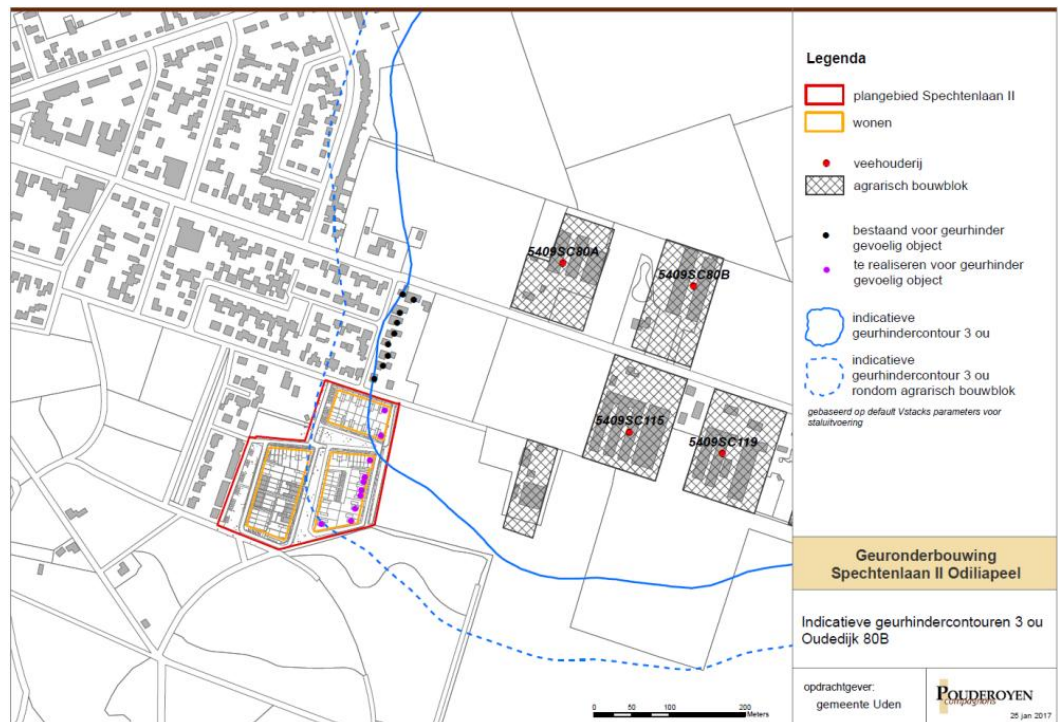 5409SC80A
5409SC80B
5409SC115
5409SC119
0 50 100 200
Meters
Legenda
plangebied Spechtenlaan II
wonen
veehouderij
agrarisch bouwblok
bestaand voor geurhinder
gevoelig object
te realiseren voor geurhinder
gevoelig object
indicatieve
geurhindercontour 3 ou
indicatieve
geurhindercontour 3 ou
rondom agrarisch bouwblok
gebaseerd op default Vstacks parameters voor
staluitvoering
Geuronderbouwing
Spechtenlaan II Odiliapeel
Indicatieve geurhindercontouren 3 ou
Oudedijk 80B
opdrachtgever:
gemeente Uden
POUDEROYEN
compagnons
25 jan 2017